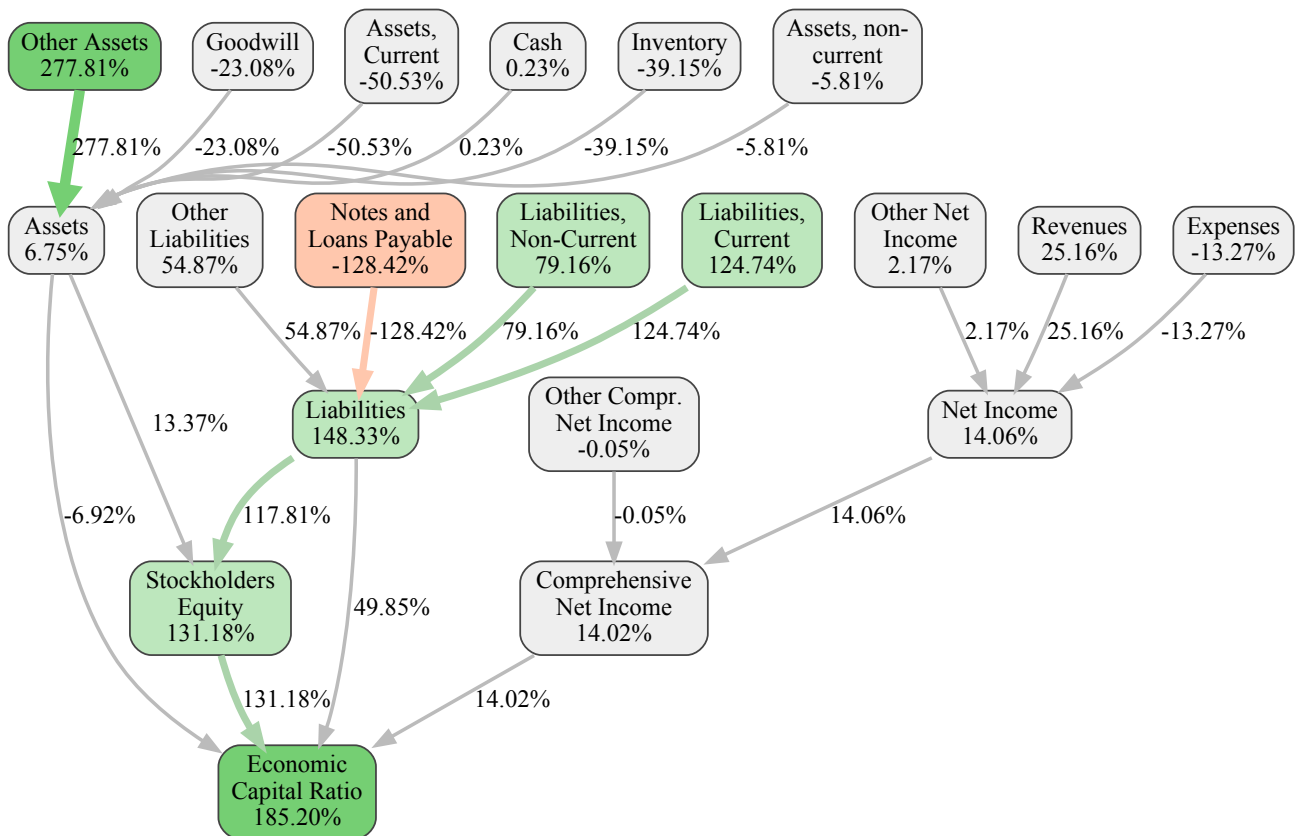 Other Assets
277.81%
Goodwill
-23.08%
Assets,
Current
-50.53%
Cash
0.23%
Inventory
-39.15%
Assets, non-
current
-5.81%
277.81%
-23.08%
-50.53%
0.23%
-39.15%
-5.81%
Assets
6.75%
Other
Liabilities
54.87%
Notes and
Loans Payable
-128.42%
Liabilities,
Non-Current
79.16%
Liabilities,
Current
124.74%
Other Net
Income
2.17%
Revenues
25.16%
Expenses
-13.27%
54.87%
-128.42%
79.16%
124.74%
2.17%
25.16%
-13.27%
13.37%
Liabilities
148.33%
Other Compr.
Net Income
-0.05%
Net Income
14.06%
-6.92%
117.81%
-0.05%
14.06%
Stockholders
Equity
131.18%
49.85%
Comprehensive
Net Income
14.02%
131.18%
14.02%
Economic
Capital Ratio
185.20%